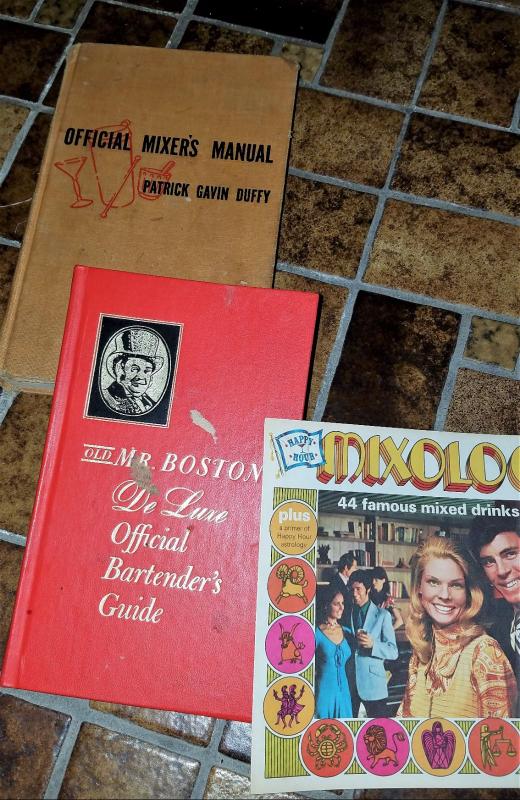 OFFICIAL MIXER'S MANUAL
PATRICK GAVIN DUFFY
OLD MR. BOSTON
De Luxe
Official
Bartender's
Guide
HAPPY
HOUR
MIXOLO
44 famous mixed drinks
plus
a primer of
Happy Hour
astrology